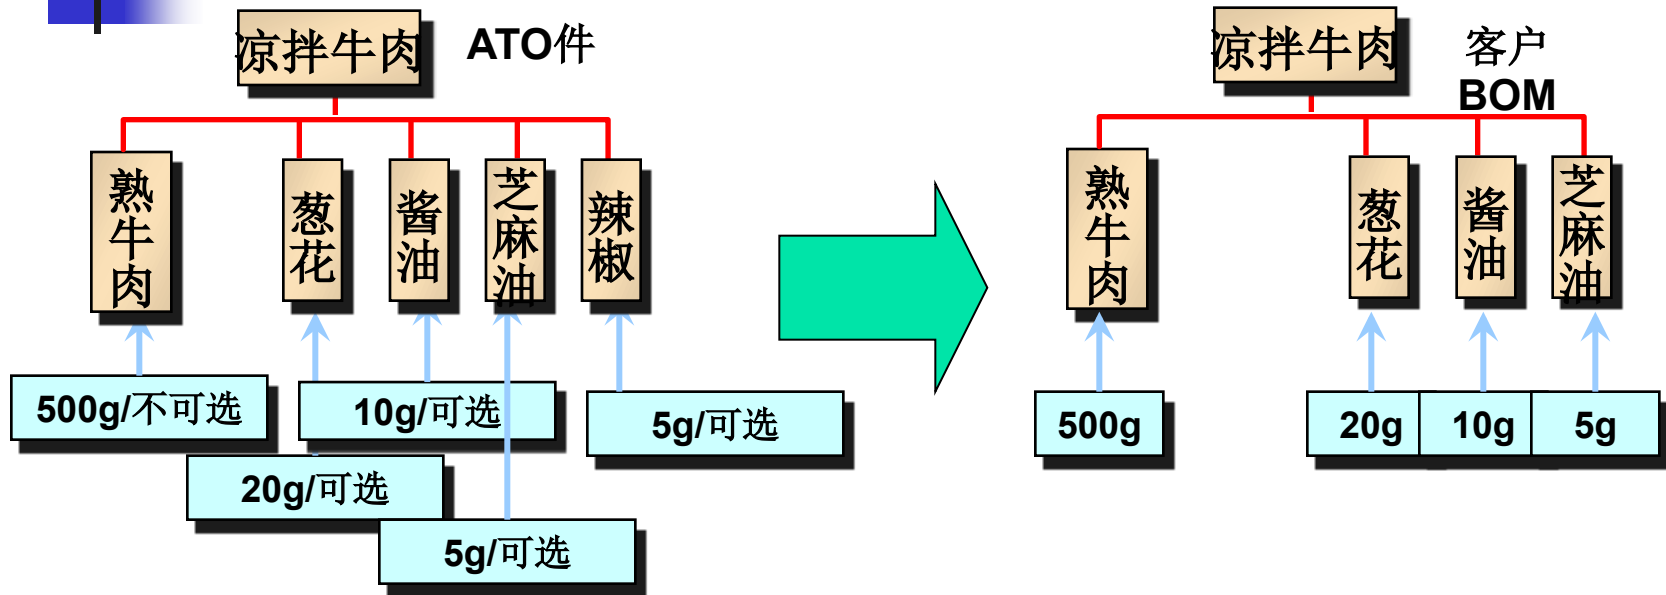 凉拌牛肉
ATO件
熟牛肉
葱花
酱油
芝麻油
辣椒
500g/不可选
10g/可选
5g/可选
20g/可选
5g/可选
凉拌牛肉
客户
BOM
熟牛肉
葱花
酱油
芝麻油
500g
20g
10g
5g